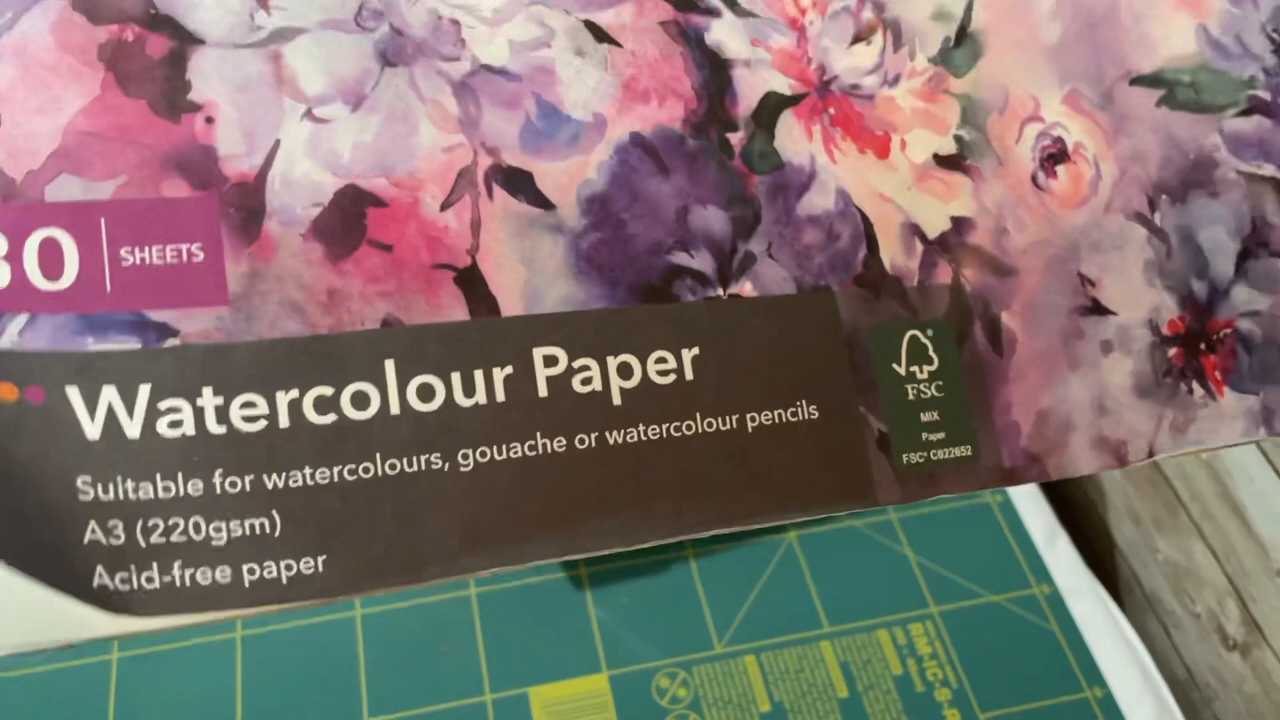 30 | SHEETS
Watercolour Paper
Suitable for watercolours, gouache or watercolour pencils
A3 (220gsm)
Acid-free paper
FSC
MIX
Paper
FSC® C022652